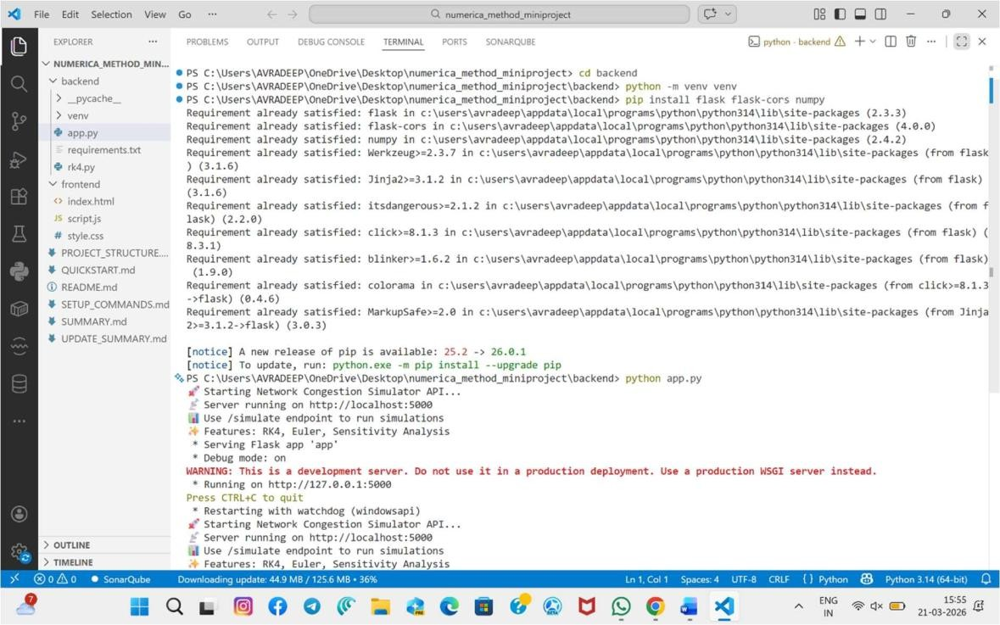 File Edit Selection View Go ··· numerica_method_miniproject
EXPLORER ···
PROBLEMS OUTPUT DEBUG CONSOLE TERMINAL PORTS SONARQUBE
python - backend
NUMERICA_METHOD_MIN...
backend
__pycache__
venv
app.py
requirements.txt
rk4.py
frontend
<> index.html
JS script.js
# style.css
PROJECT_STRUCTURE....
QUICKSTART.md
README.md
SETUP_COMMANDS.md
SUMMARY.md
UPDATE_SUMMARY.md
OUTLINE
TIMELINE
PS C:\Users\AVRADEEP\OneDrive\Desktop\numerica_method_miniproject> cd backend
PS C:\Users\AVRADEEP\OneDrive\Desktop\numerica_method_miniproject\backend> python -m venv venv
PS C:\Users\AVRADEEP\OneDrive\Desktop\numerica_method_miniproject\backend> pip install flask flask-cors numpy
Requirement already satisfied: flask in c:\users\avradeep\appdata\local\programs\python\python314\lib\site-packages (2.3.3)
Requirement already satisfied: flask-cors in c:\users\avradeep\appdata\local\programs\python\python314\lib\site-packages (4.0.0)
Requirement already satisfied: numpy in c:\users\avradeep\appdata\local\programs\python\python314\lib\site-packages (2.4.2)
Requirement already satisfied: Werkzeug>=2.3.7 in c:\users\avradeep\appdata\local\programs\python\python314\lib\site-packages (from flask
) (3.1.6)
Requirement already satisfied: Jinja2>=3.1.2 in c:\users\avradeep\appdata\local\programs\python\python314\lib\site-packages (from flask)
(3.1.6)
Requirement already satisfied: itsdangerous>=2.1.2 in c:\users\avradeep\appdata\local\programs\python\python314\lib\site-packages (from f
lask) (2.2.0)
Requirement already satisfied: click>=8.1.3 in c:\users\avradeep\appdata\local\programs\python\python314\lib\site-packages (from flask) (
8.3.1)
Requirement already satisfied: blinker>=1.6.2 in c:\users\avradeep\appdata\local\programs\python\python314\lib\site-packages (from flask)
(1.9.0)
Requirement already satisfied: colorama in c:\users\avradeep\appdata\local\programs\python\python314\lib\site-packages (from click>=8.1.3
->flask) (0.4.6)
Requirement already satisfied: MarkupSafe>=2.0 in c:\users\avradeep\appdata\local\programs\python\python314\lib\site-packages (from Jinja
2>=3.1.2->flask) (3.0.3)
[notice] A new release of pip is available: 25.2 -> 26.0.1
[notice] To update, run: python.exe -m pip install --upgrade pip
PS C:\Users\AVRADEEP\OneDrive\Desktop\numerica_method_miniproject\backend> python app.py
🚀 Starting Network Congestion Simulator API...
📡 Server running on http://localhost:5000
📊 Use /simulate endpoint to run simulations
✨ Features: RK4, Euler, Sensitivity Analysis
* Serving Flask app 'app'
* Debug mode: on
WARNING: This is a development server. Do not use it in a production deployment. Use a production WSGI server instead.
* Running on http://127.0.0.1:5000
Press CTRL+C to quit
* Restarting with watchdog (windowsapi)
🚀 Starting Network Congestion Simulator API...
📡 Server running on http://localhost:5000
📊 Use /simulate endpoint to run simulations
✨ Features: RK4, Euler, Sensitivity Analysis
0 0 SonarQube Downloading update: 44.9 MB / 125.6 MB • 36% Ln 1, Col 1 Spaces: 4 UTF-8 CRLF { } Python Python 3.14 (64-bit)
7
PRE
BETA
ENG
IN
15:55
21-03-2026